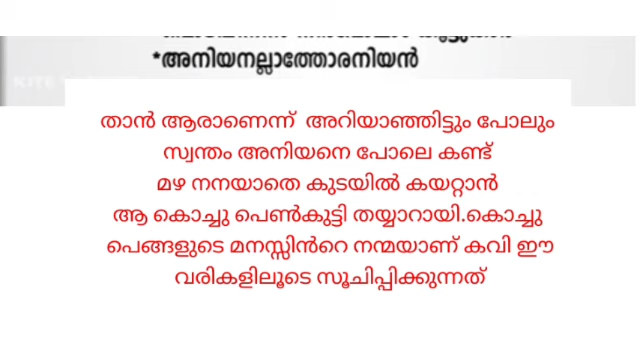 *അനിയനല്ലാത്തോരനിയൻ
KITE
താൻ ആരാണെന്ന് അറിയാഞ്ഞിട്ടും പോലും
സ്വന്തം അനിയനെ പോലെ കണ്ട്
മഴ നനയാതെ കുടയിൽ കയറ്റാൻ
ആ കൊച്ചു പെൺകുട്ടി തയ്യാറായി.കൊച്ചു
പെങ്ങളുടെ മനസ്സിൻറെ നന്മയാണ് കവി ഈ
വരികളിലൂടെ സൂചിപ്പിക്കുന്നത്